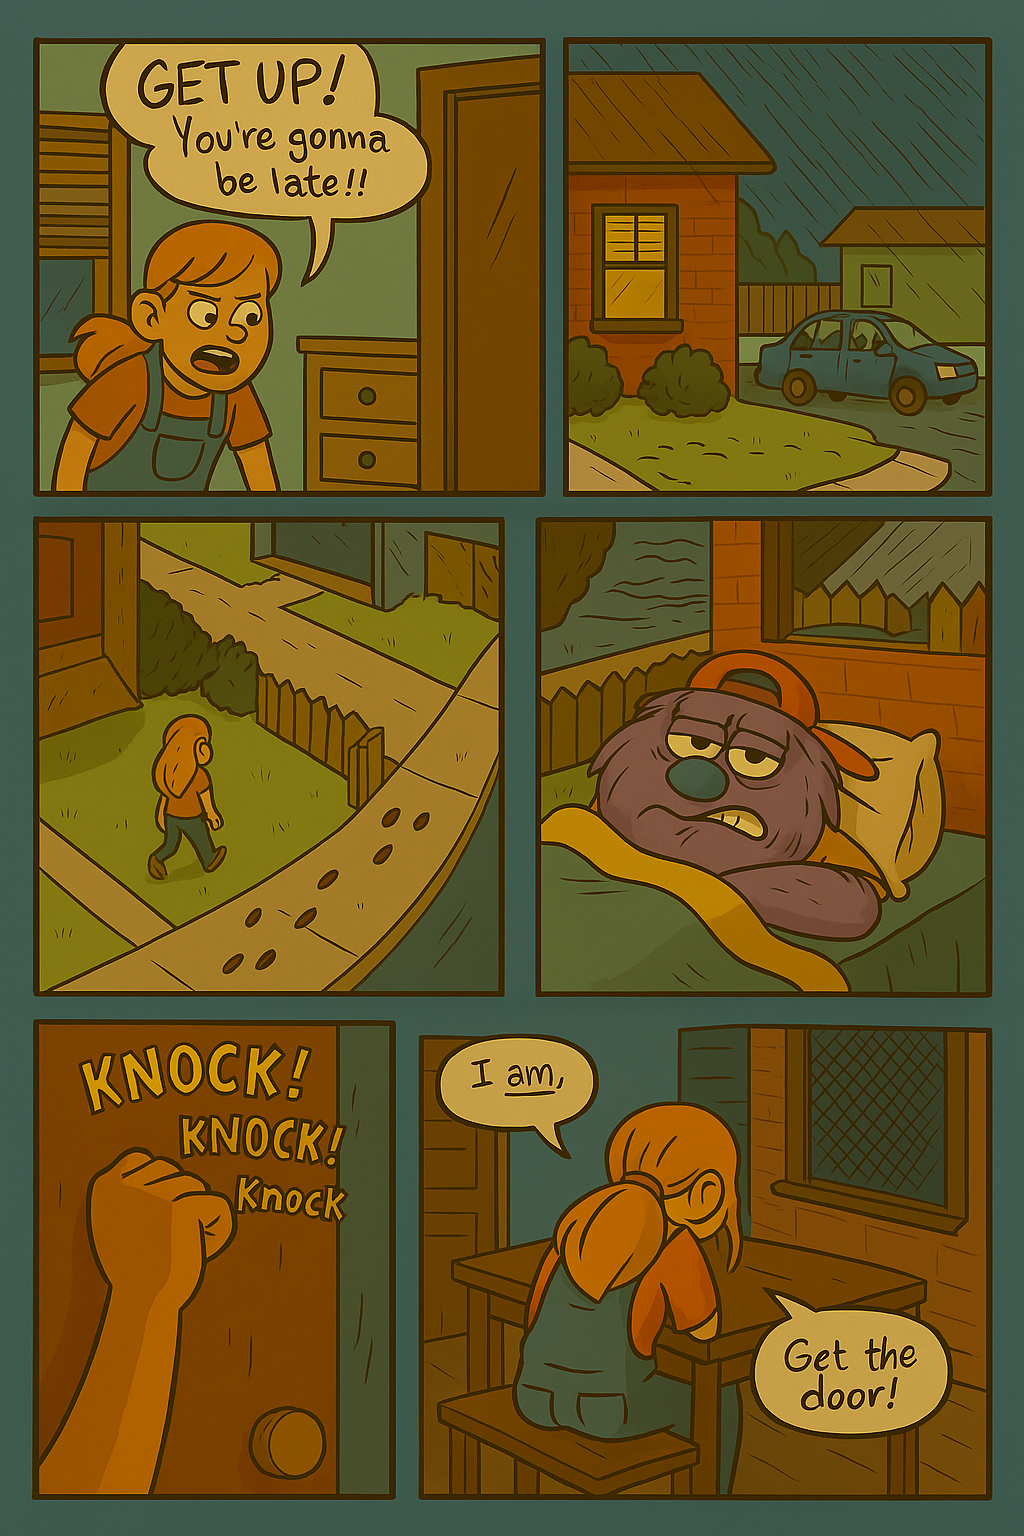 GET UP!
You're gonna
be late!!
KNOCK!
KNOCK!
Knock
I am,
Get the
door!